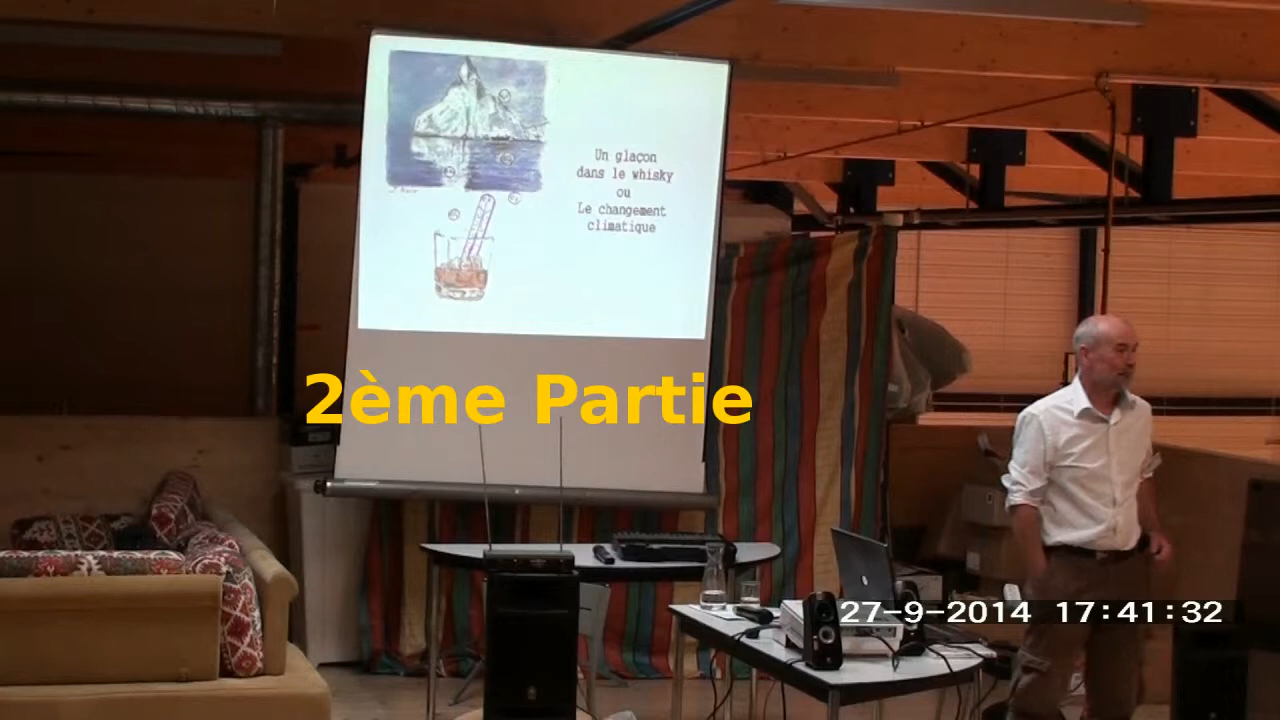 Un glaçon
dans le whisky
ou
Le changement
climatique
2ème Partie
27-9-2014 17:41:32